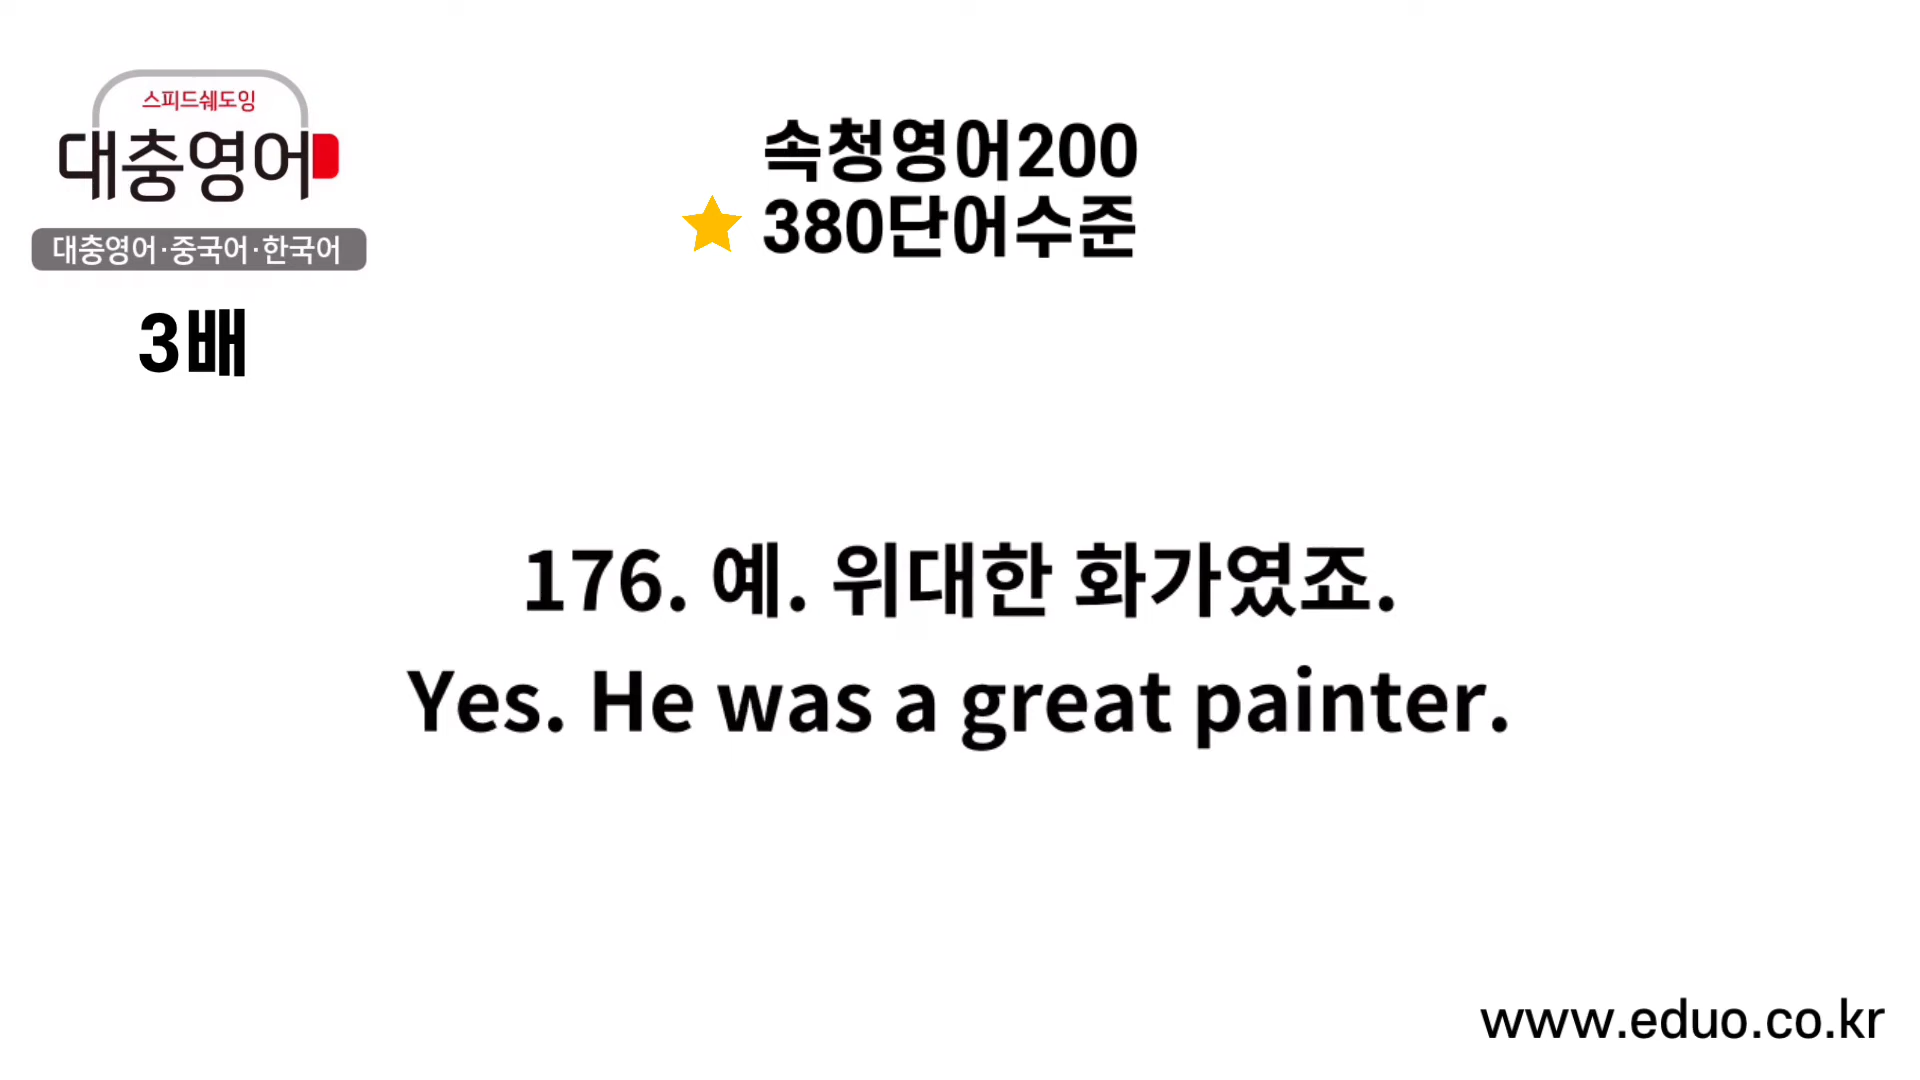 스피드쉐도잉
대충영어
대충영어·중국어·한국어
3배
속청영어200
380단어수준
176. 예. 위대한 화가였죠.
Yes. He was a great painter.
www.eduo.co.kr